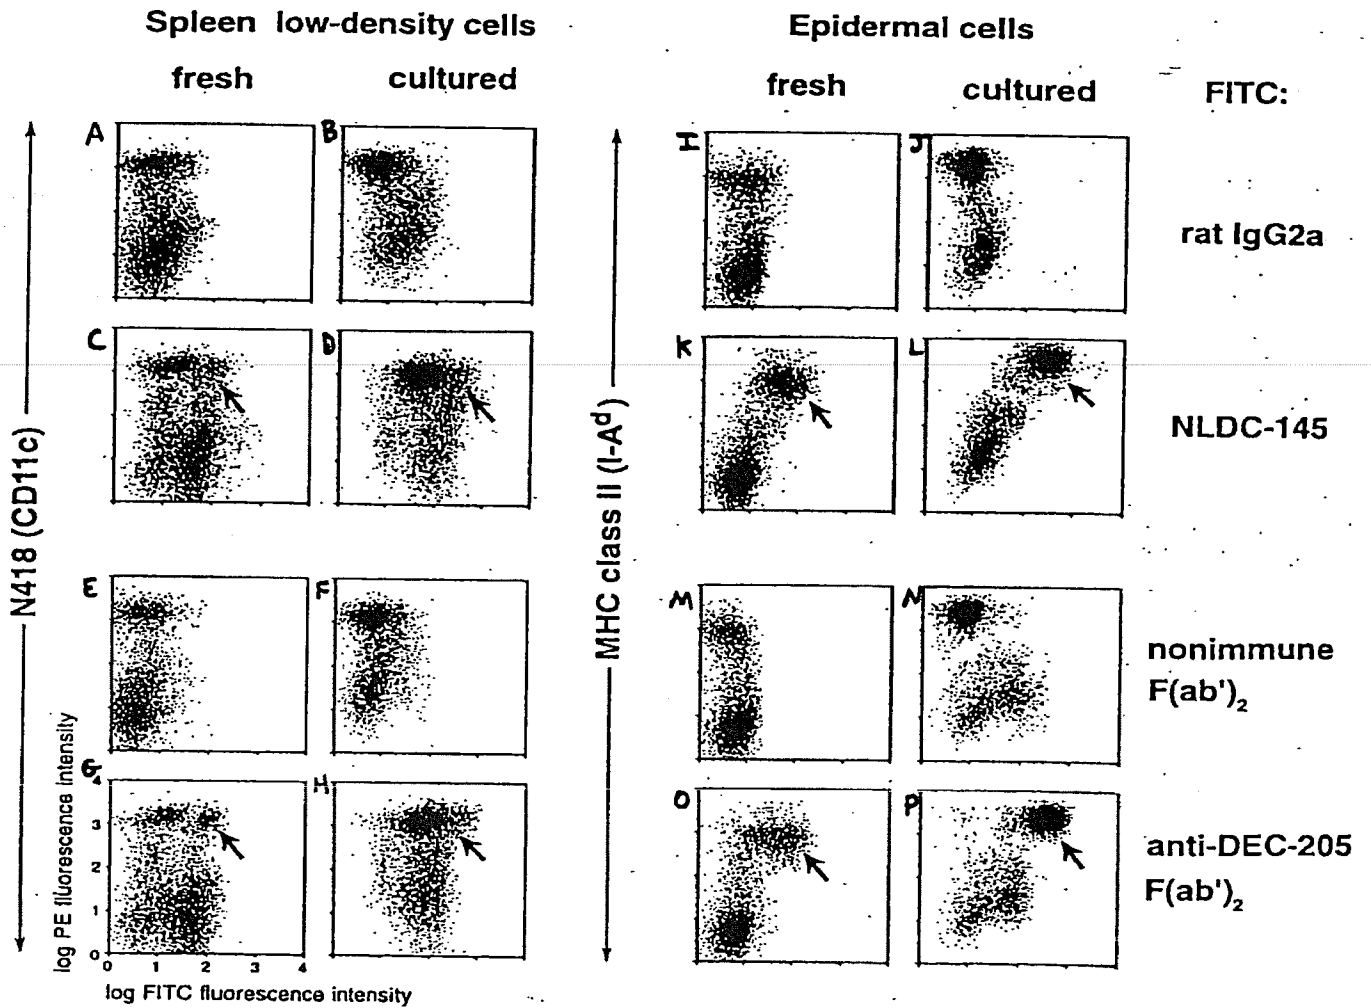 Spleen low-density cells
Epidermal cells
fresh
cultured
fresh
cultured
FITC:
A
B
I
J
rat IgG2a
C
D
K
L
NLDC-145
N418 (CD11c)
MHC class II (I-Aᵈ)
E
F
M
N
nonimmune
F(ab')₂
G
H
O
P
anti-DEC-205
F(ab')₂
log PE fluorescence intensity
4
3
2
1
0
0 1 2 3 4
log FITC fluorescence intensity